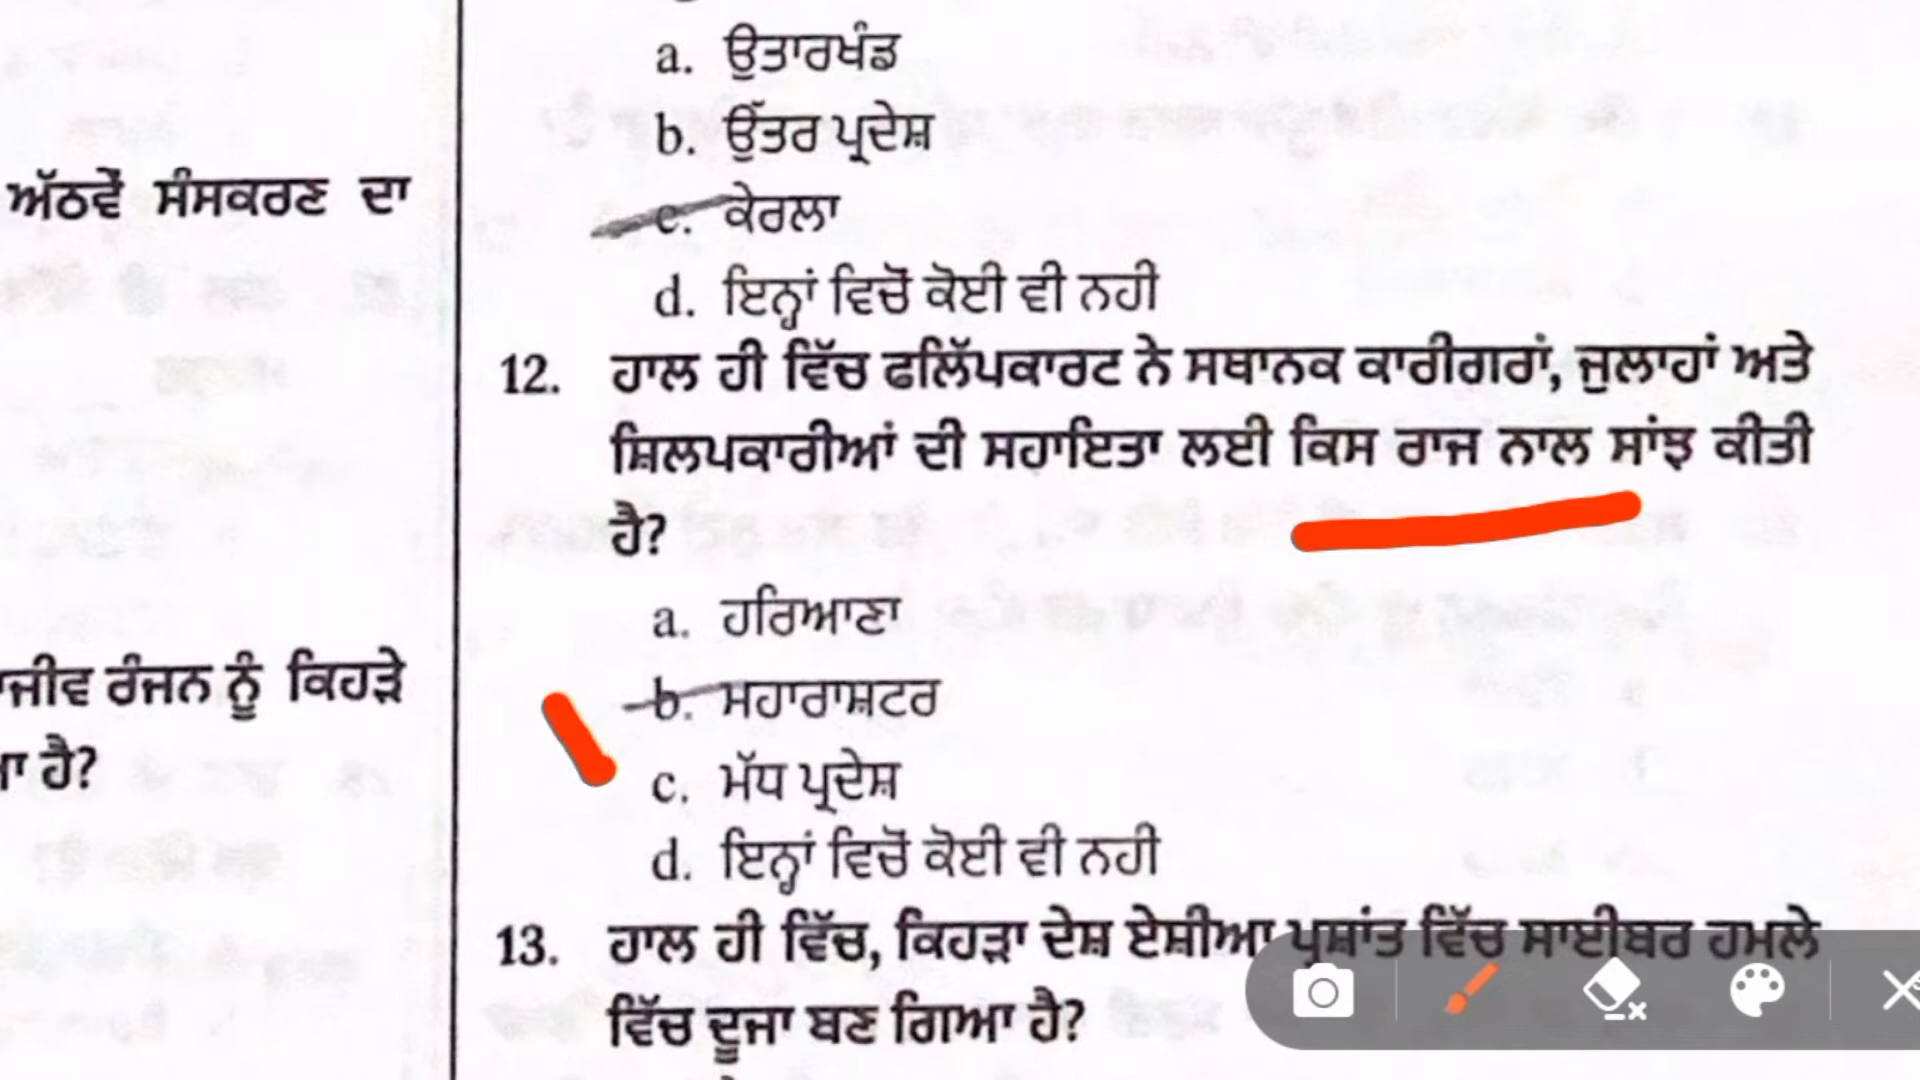 ਅੱਠਵੇਂ ਸੰਸਕਰਣ ਦਾ
ਰੰਜਨ ਨੂੰ ਕਿਹੜੇ
ਹੈ?
a. ਉਤਾਰਖੰਡ
b. ਉੱਤਰ ਪ੍ਰਦੇਸ਼
c. ਕੇਰਲਾ
d. ਇਨ੍ਹਾਂ ਵਿਚੋਂ ਕੋਈ ਵੀ ਨਹੀ
12. ਹਾਲ ਹੀ ਵਿੱਚ ਫਲਿੱਪਕਾਰਟ ਨੇ ਸਥਾਨਕ ਕਾਰੀਗਰਾਂ, ਜੁਲਾਹਾਂ ਅਤੇ
ਸ਼ਿਲਪਕਾਰੀਆਂ ਦੀ ਸਹਾਇਤਾ ਲਈ ਕਿਸ ਰਾਜ ਨਾਲ ਸਾਂਝ ਕੀਤੀ
ਹੈ?
a. ਹਰਿਆਣਾ
b. ਮਹਾਰਾਸ਼ਟਰ
c. ਮੱਧ ਪ੍ਰਦੇਸ਼
d. ਇਨ੍ਹਾਂ ਵਿਚੋਂ ਕੋਈ ਵੀ ਨਹੀ
13. ਹਾਲ ਹੀ ਵਿੱਚ, ਕਿਹੜਾ ਦੇਸ਼ ਏਸ਼ੀਆ ਪ੍ਰਸ਼ਾਂਤ ਵਿੱਚ ਸਾਈਬਰ ਹਮਲੇ
ਵਿੱਚ ਦੂਜਾ ਬਣ ਗਿਆ ਹੈ?